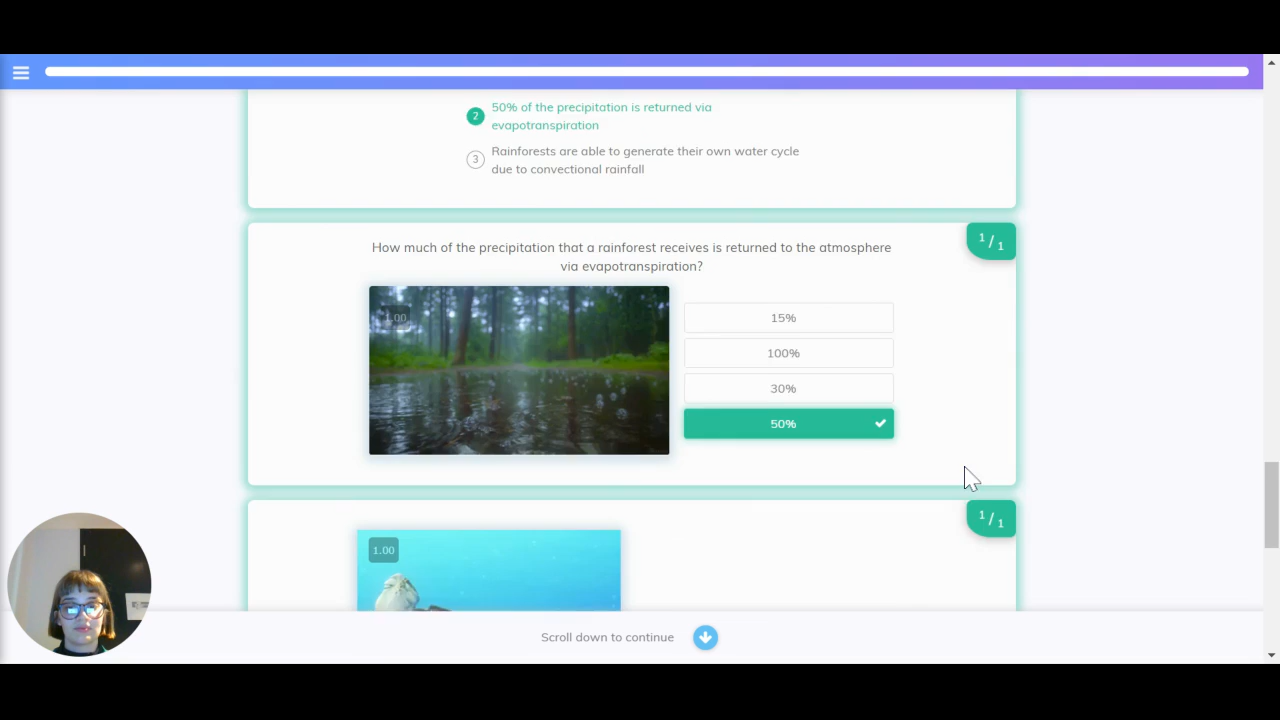 2
50% of the precipitation is returned via
evapotranspiration
3
Rainforests are able to generate their own water cycle
due to convectional rainfall
1/1
How much of the precipitation that a rainforest receives is returned to the atmosphere
via evapotranspiration?
1.00
15%
100%
30%
50%
1/1
1.00
Scroll down to continue